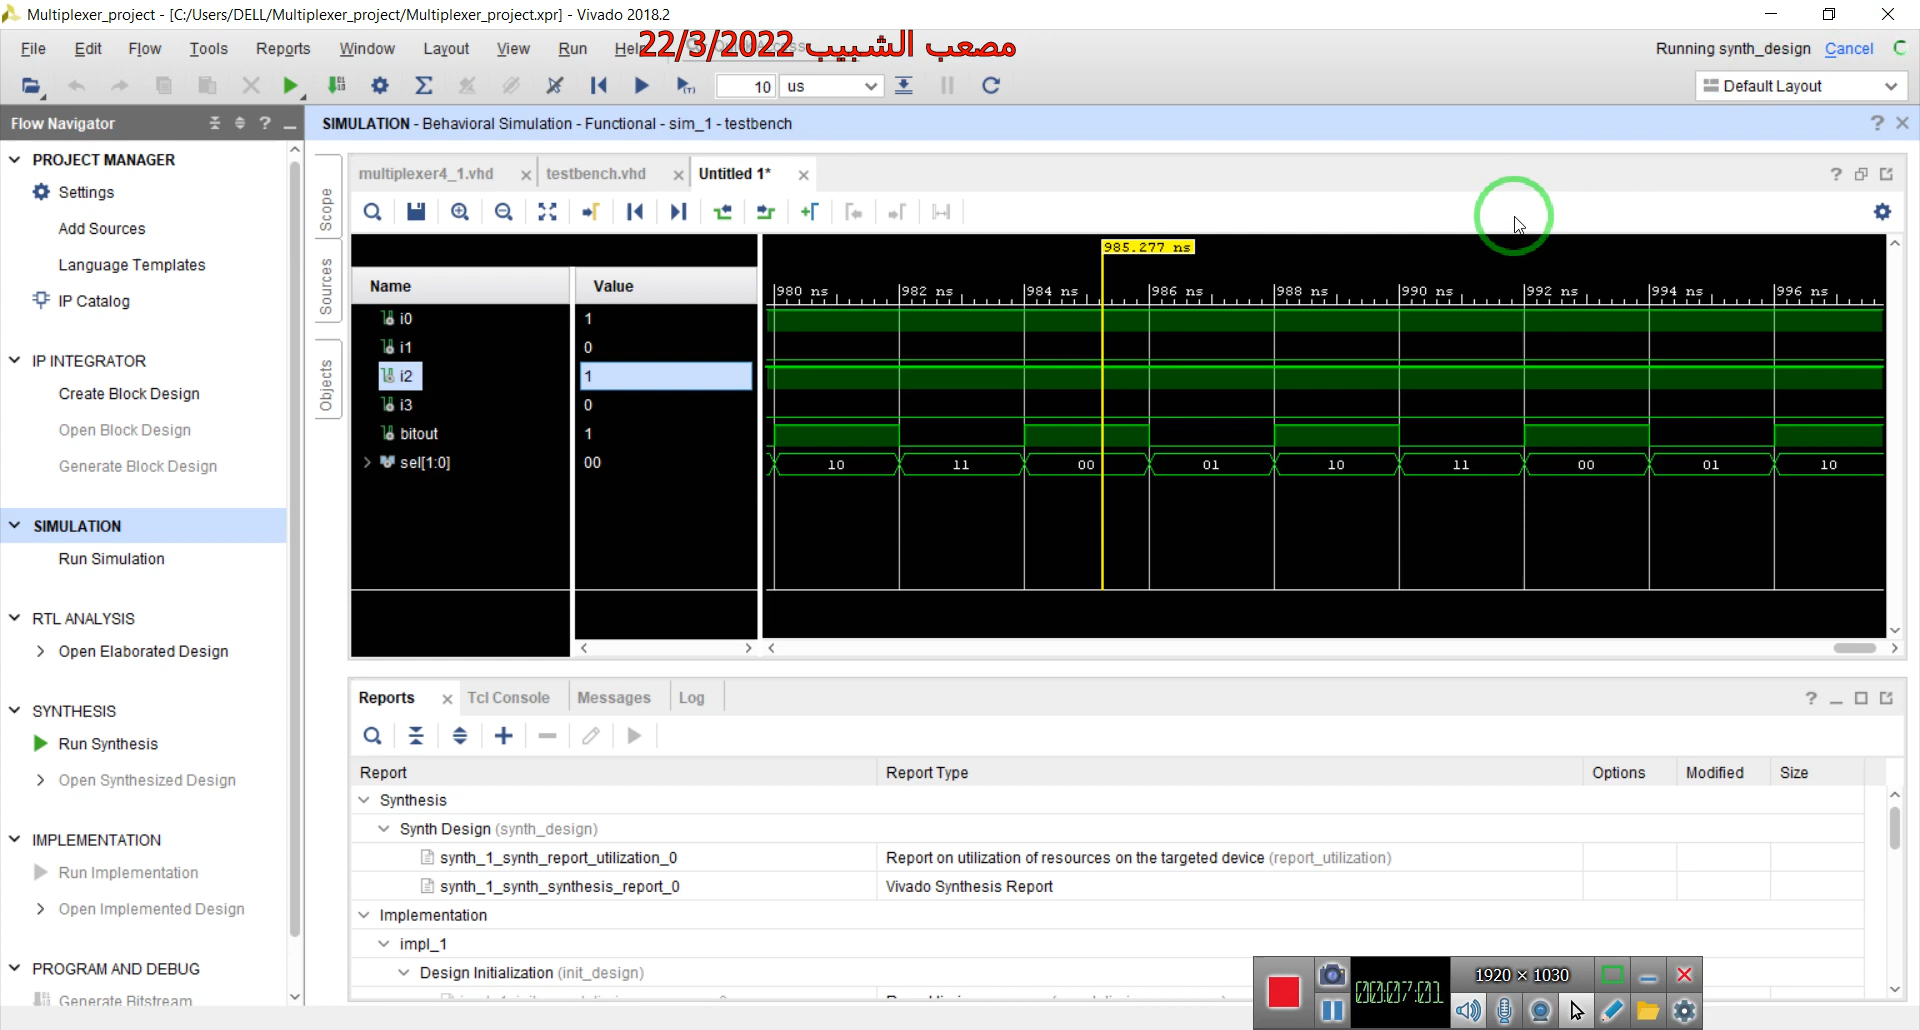 Multiplexer_project - [C:/Users/DELL/Multiplexer_project/Multiplexer_project.xpr] - Vivado 2018.2
File Edit Flow Tools Reports Window Layout View Run Help
مصعب الشبيب 22/3/2022
Running synth_design Cancel
10 us
Default Layout
Flow Navigator
SIMULATION - Behavioral Simulation - Functional - sim_1 - testbench
PROJECT MANAGER
Settings
Add Sources
Language Templates
IP Catalog
IP INTEGRATOR
Create Block Design
Open Block Design
Generate Block Design
SIMULATION
Run Simulation
RTL ANALYSIS
Open Elaborated Design
SYNTHESIS
Run Synthesis
Open Synthesized Design
IMPLEMENTATION
Run Implementation
Open Implemented Design
PROGRAM AND DEBUG
Generate Bitstream
Scope
Sources
Objects
multiplexer4_1.vhd testbench.vhd Untitled 1*
985.277 ns
Name Value
980 ns 982 ns 984 ns 986 ns 988 ns 990 ns 992 ns 994 ns 996 ns
i0 1
i1 0
i2 1
i3 0
bitout 1
sel[1:0] 00 10 11 00 01 10 11 00 01 10
Reports Tcl Console Messages Log
Report Report Type Options Modified Size
Synthesis
Synth Design (synth_design)
synth_1_synth_report_utilization_0 Report on utilization of resources on the targeted device (report_utilization)
synth_1_synth_synthesis_report_0 Vivado Synthesis Report
Implementation
impl_1
Design Initialization (init_design)
1920 × 1030
00:07:01